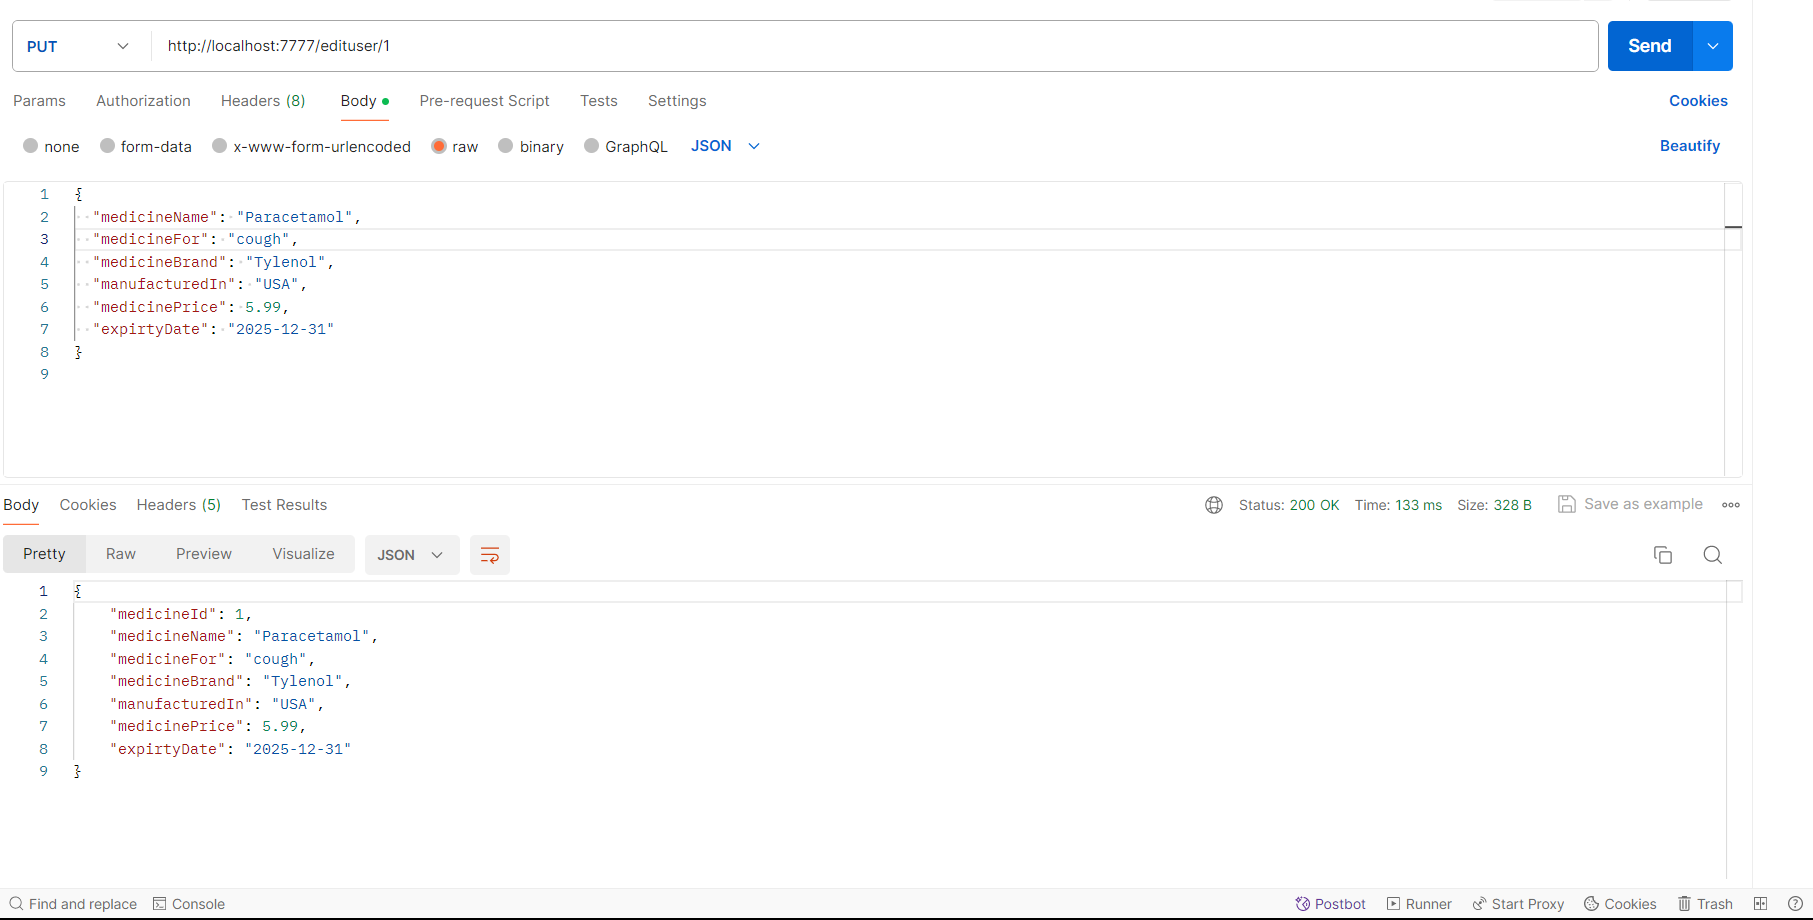 PUT http://localhost:7777/edituser/1 Send
Params Authorization Headers (8) Body Pre-request Script Tests Settings Cookies
none form-data x-www-form-urlencoded raw binary GraphQL JSON Beautify
1 {
2 "medicineName": "Paracetamol",
3 "medicineFor": "cough",
4 "medicineBrand": "Tylenol",
5 "manufacturedIn": "USA",
6 "medicinePrice": 5.99,
7 "expirtyDate": "2025-12-31"
8 }
9
Body Cookies Headers (5) Test Results Status: 200 OK Time: 133 ms Size: 328 B Save as example
Pretty Raw Preview Visualize JSON
1 {
2 "medicineId": 1,
3 "medicineName": "Paracetamol",
4 "medicineFor": "cough",
5 "medicineBrand": "Tylenol",
6 "manufacturedIn": "USA",
7 "medicinePrice": 5.99,
8 "expirtyDate": "2025-12-31"
9 }
Find and replace Console Postbot Runner Start Proxy Cookies Trash